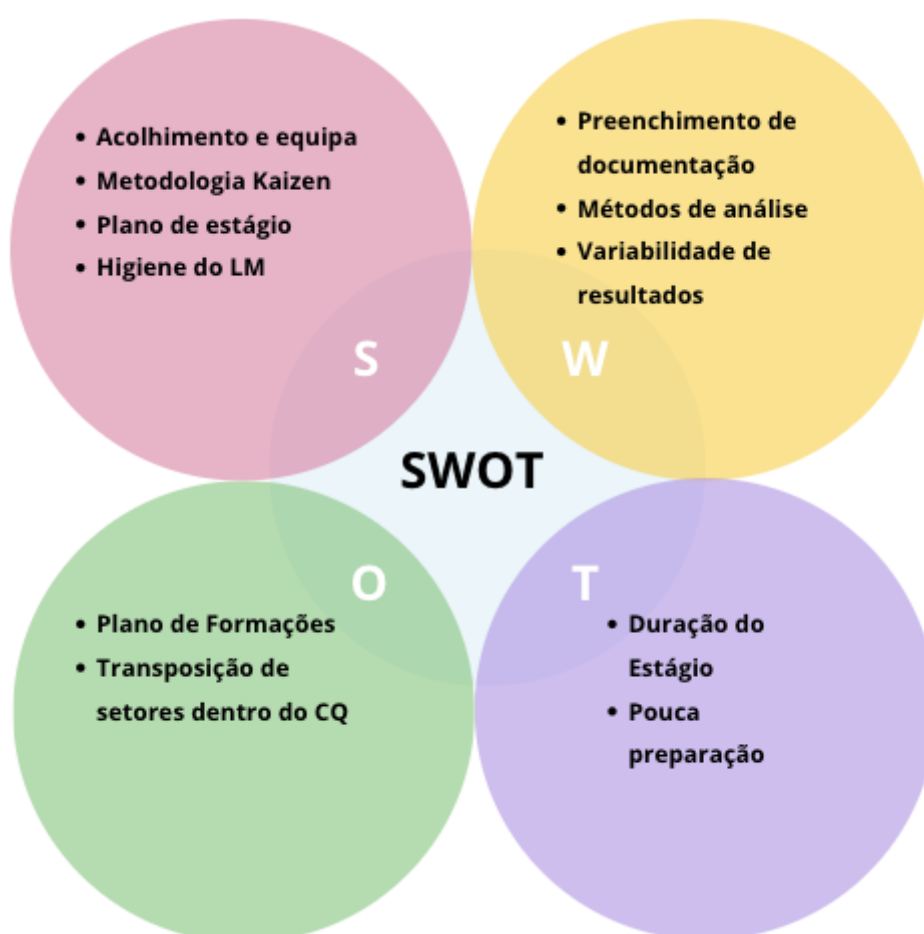 • Acolhimento e equipa
• Metodologia Kaizen
• Plano de estágio
• Higiene do LM
S
• Preenchimento de
documentação
• Métodos de análise
• Variabilidade de
resultados
W
SWOT
O
• Plano de Formações
• Transposição de
setores dentro do CQ
T
• Duração do
Estágio
• Pouca
preparação